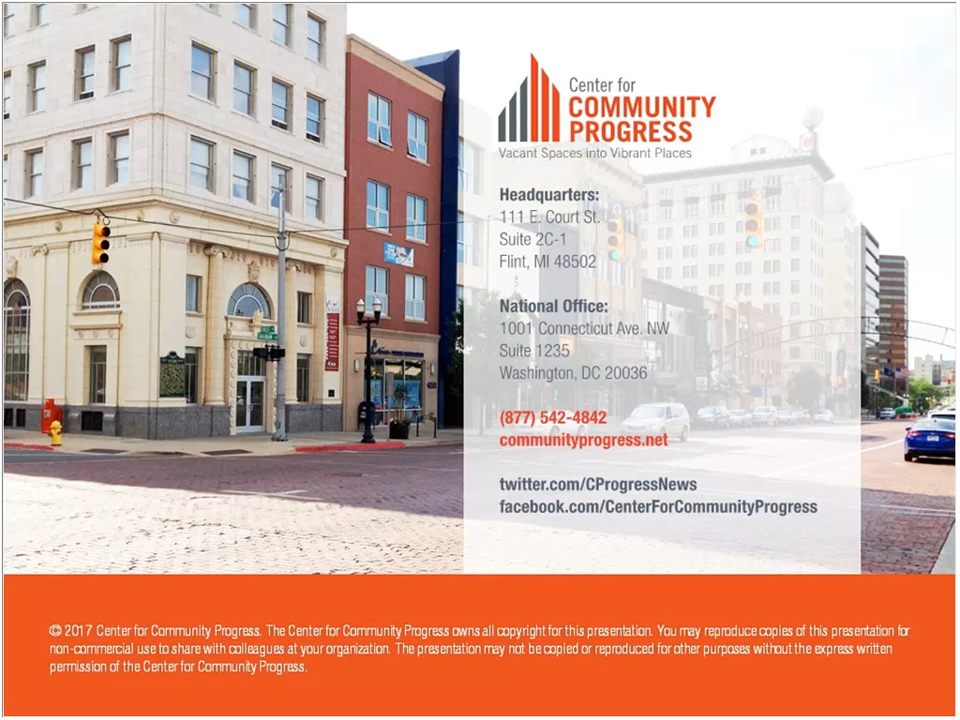 Center for
COMMUNITY
PROGRESS
Vacant Spaces into Vibrant Places
Headquarters:
111 E. Court St.
Suite 2C-1
Flint, MI 48502
National Office:
1001 Connecticut Ave. NW
Suite 1235
Washington, DC 20036
(877) 542-4842
communityprogress.net
twitter.com/CProgressNews
facebook.com/CenterForCommunityProgress
© 2017 Center for Community Progress. The Center for Community Progress owns all copyright for this presentation. You may reproduce copies of this presentation for
non-commercial use to share with colleagues at your organization. The presentation may not be copied or reproduced for other purposes without the express written
permission of the Center for Community Progress.